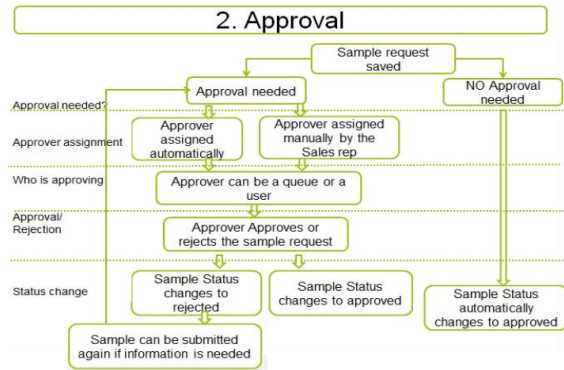 2. Approval
Sample request
saved
Approval needed
NO Approval
needed
Approval needed?
Approver assignment
Approver
assigned
automatically
Approver assigned
manually by the
Sales rep
Who is approving
Approver can be a queue or a
user
Approval/
Rejection
Approver Approves or
rejects the sample request
Status change
Sample Status
changes to
rejected
Sample Status
changes to approved
Sample Status
automatically
changes to approved
Sample can be submitted
again if information is needed